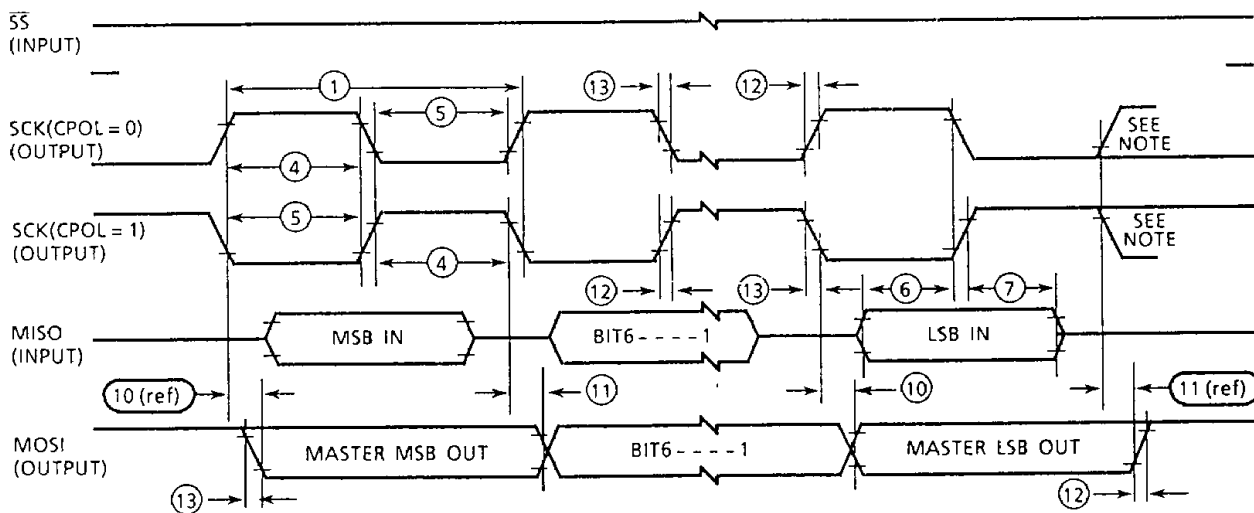 SS
(INPUT)
1
13
12
5
SCK(CPOL = 0)
(OUTPUT)
SEE
NOTE
4
5
SCK(CPOL = 1)
(OUTPUT)
SEE
NOTE
4
12
13
6
7
MISO
(INPUT)
MSB IN
BIT6 - - - - 1
LSB IN
10 (ref)
11
10
11 (ref)
MOSI
(OUTPUT)
MASTER MSB OUT
BIT6 - - - - 1
MASTER LSB OUT
13
12